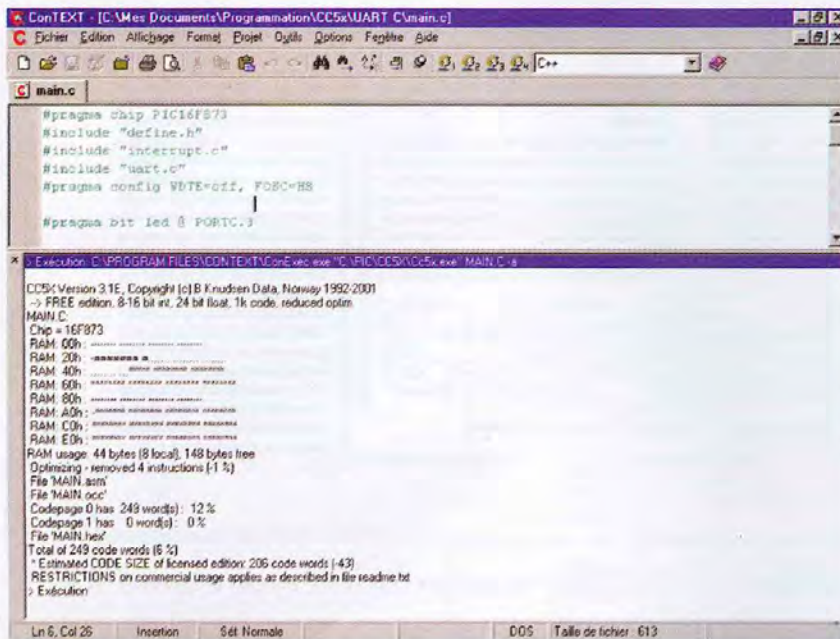 ConTEXT - [C:\Mes Documents\Programmation\CC5x\UART C\main.c]
Fichier Edition Affichage Format Projet Outils Options Fenêtre Aide
C++
main.c
#pragma chip PIC16F873
#include "define.h"
#include "interrupt.c"
#include "uart.c"
#pragma config WDTE=off, FOSC=HS
#pragma bit led @ PORTC.3
> Exécution: C:\PROGRAM FILES\CONTEXT\ConExec.exe "C:\PIC\CC5X\Cc5x.exe" MAIN.C -a
CC5X Version 3.1E, Copyright (c) B Knudsen Data, Norway 1992-2001
--> FREE edition, 8-16 bit int, 24 bit float, 1k code, reduced optim.
MAIN.C:
Chip = 16F873
RAM: 00h :
RAM: 20h :
RAM: 40h :
RAM: 60h :
RAM: 80h :
RAM: A0h :
RAM: C0h :
RAM: E0h :
RAM usage: 44 bytes (8 local), 148 bytes free
Optimizing - removed 4 instructions (-1 %)
File 'MAIN.asm'
File 'MAIN.occ'
Codepage 0 has 249 word(s) : 12 %
Codepage 1 has 0 word(s) : 0 %
File 'MAIN.hex'
Total of 249 code words (6 %)
* Estimated CODE SIZE of licensed edition: 206 code words (-43)
RESTRICTIONS on commercial usage applies as described in file readme.txt
> Exécution
Ln 6, Col 26 Insertion Sél. Normale DOS Taille de fichier : 613